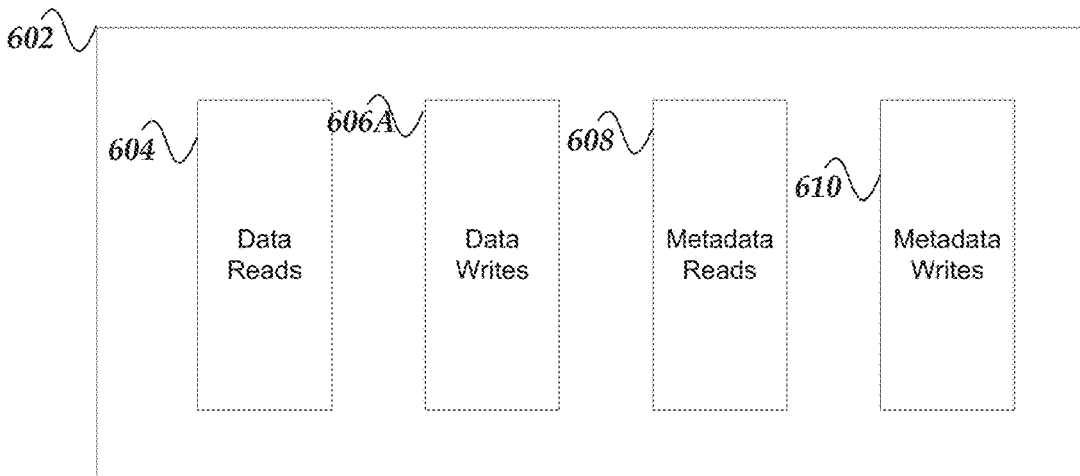 602
604
606A
608
610
Data
Reads
Data
Writes
Metadata
Reads
Metadata
Writes